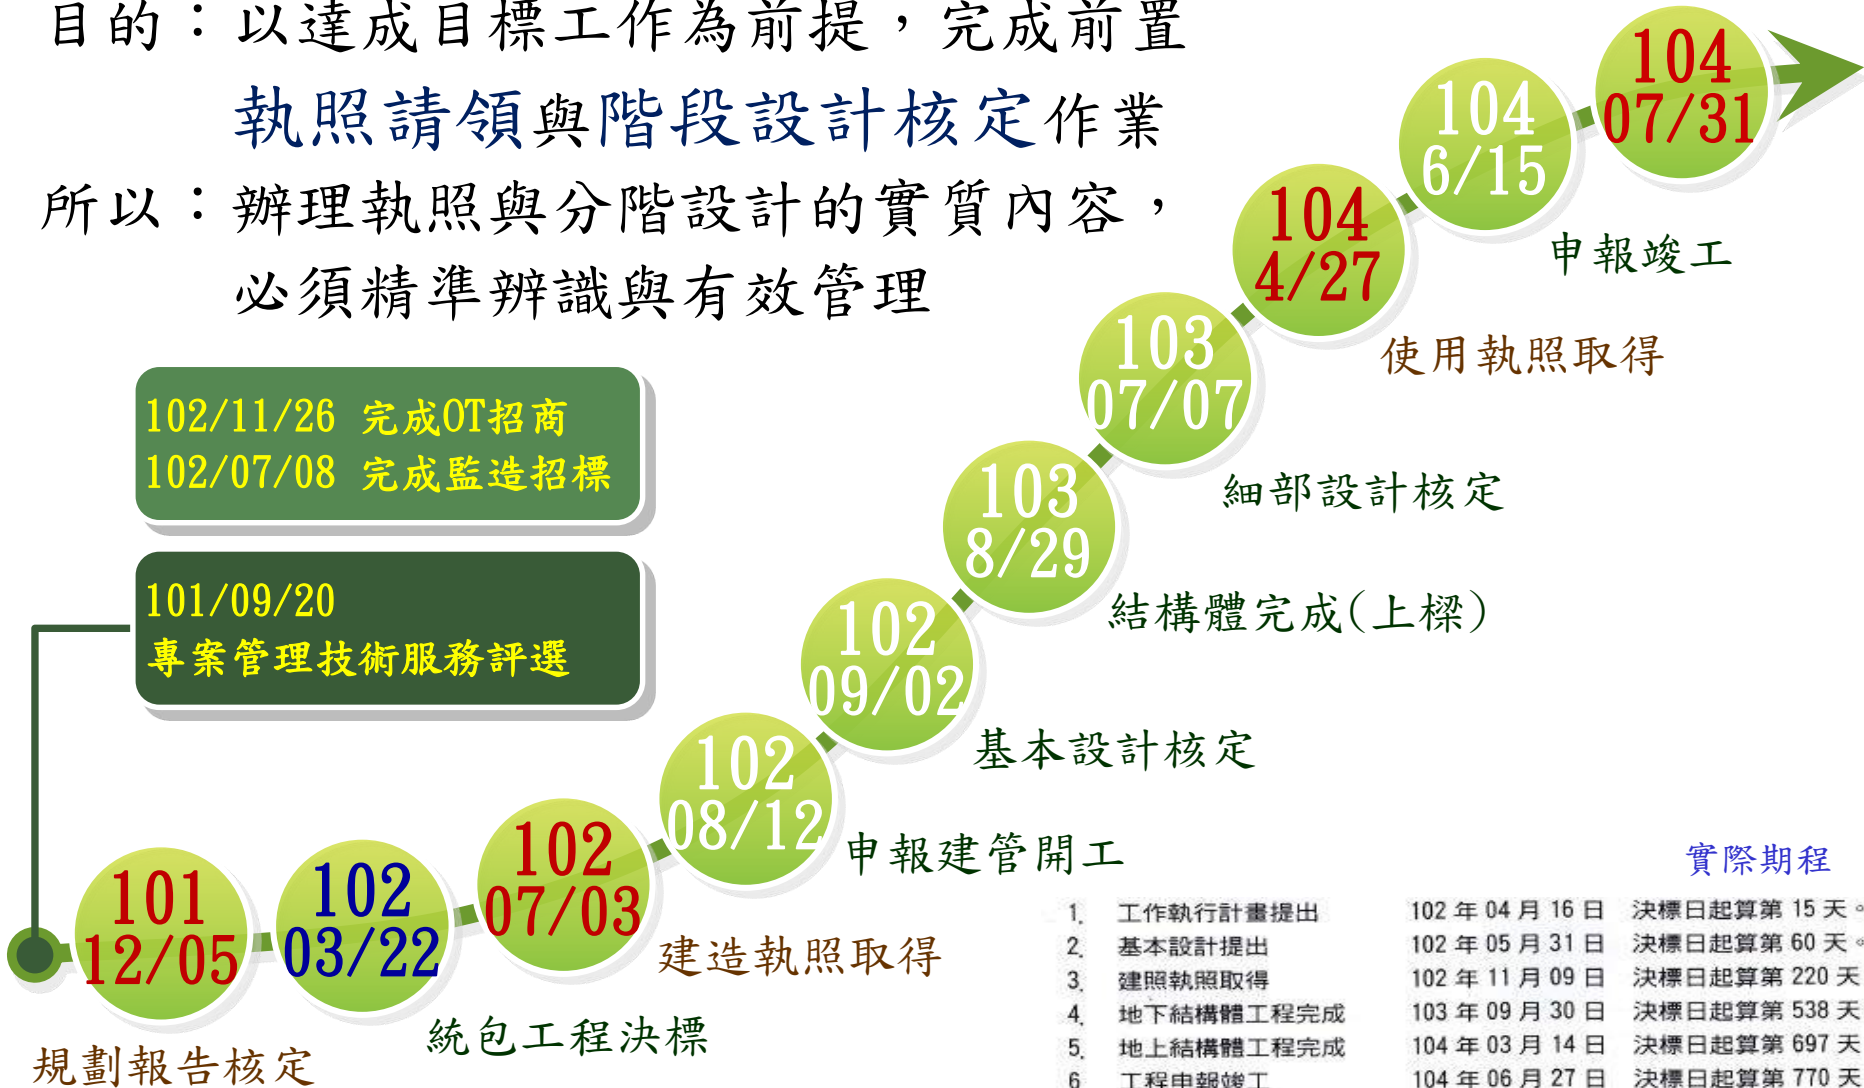 目的：以達成目標工作為前提，完成前置
執照請領與階段設計核定作業
所以：辦理執照與分階設計的實質內容，
必須精準辨識與有效管理
102/11/26 完成OT招商
102/07/08 完成監造招標
101/09/20
專案管理技術服務評選
101
12/05
規劃報告核定
102
03/22
統包工程決標
102
07/03
建造執照取得
102
08/12
申報建管開工
102
09/02
基本設計核定
103
8/29
結構體完成(上樑)
103
07/07
細部設計核定
104
4/27
使用執照取得
104
6/15
申報竣工
104
07/31
實際期程
1. 工作執行計畫提出 102 年 04 月 16 日 決標日起算第 15 天。
2. 基本設計提出 102 年 05 月 31 日 決標日起算第 60 天。
3. 建照執照取得 102 年 11 月 09 日 決標日起算第 220 天
4. 地下結構體工程完成 103 年 09 月 30 日 決標日起算第 538 天
5. 地上結構體工程完成 104 年 03 月 14 日 決標日起算第 697 天
6 工程申報竣工 104 年 06 月 27 日 決標日起算第 770 天